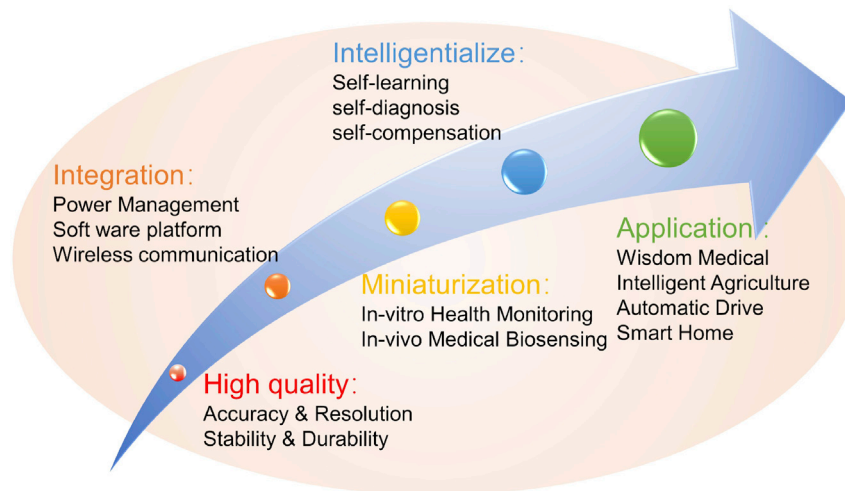 Intelligentialize:
Self-learning
self-diagnosis
self-compensation
Integration:
Power Management
Soft ware platform
Wireless communication
Miniaturization:
In-vitro Health Monitoring
In-vivo Medical Biosensing
Application:
Wisdom Medical
Intelligent Agriculture
Automatic Drive
Smart Home
High quality:
Accuracy & Resolution
Stability & Durability